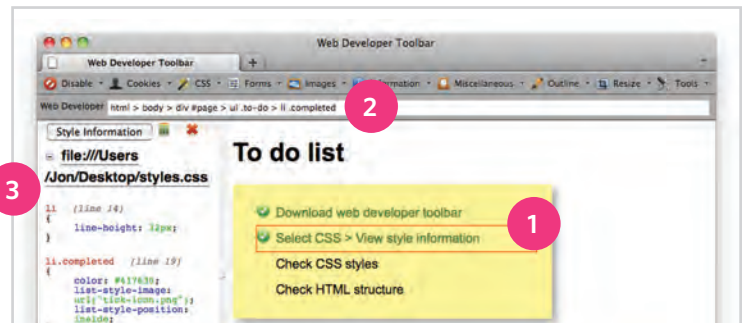 Web Developer Toolbar
Web Developer Toolbar +
Disable Cookies CSS Forms Images Information Miscellaneous Outline Resize Tools
Web Developer html > body > div #page > ul .to-do > li .completed
2
Style Information
file:///Users
/Jon/Desktop/styles.css
3
li (line 14)
{
line-height: 32px;
}
li.completed (line 19)
{
color:
list-style-image:
url("tick-icon.png");
list-style-position:
inside;
To do list
Download web developer toolbar
Select CSS > View style information
1
Check CSS styles
Check HTML structure